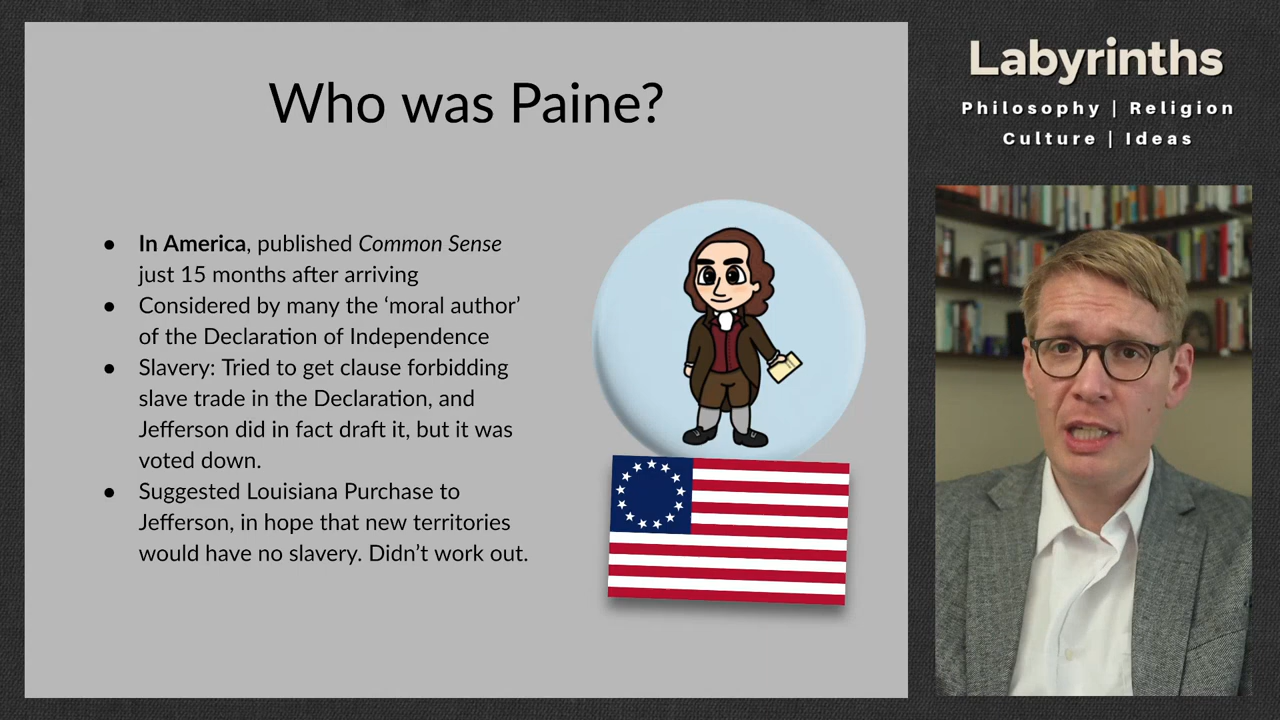 Who was Paine?
● In America, published Common Sense
just 15 months after arriving
● Considered by many the ‘moral author’
of the Declaration of Independence
● Slavery: Tried to get clause forbidding
slave trade in the Declaration, and
Jefferson did in fact draft it, but it was
voted down.
● Suggested Louisiana Purchase to
Jefferson, in hope that new territories
would have no slavery. Didn’t work out.
Labyrinths
Philosophy | Religion
Culture | Ideas